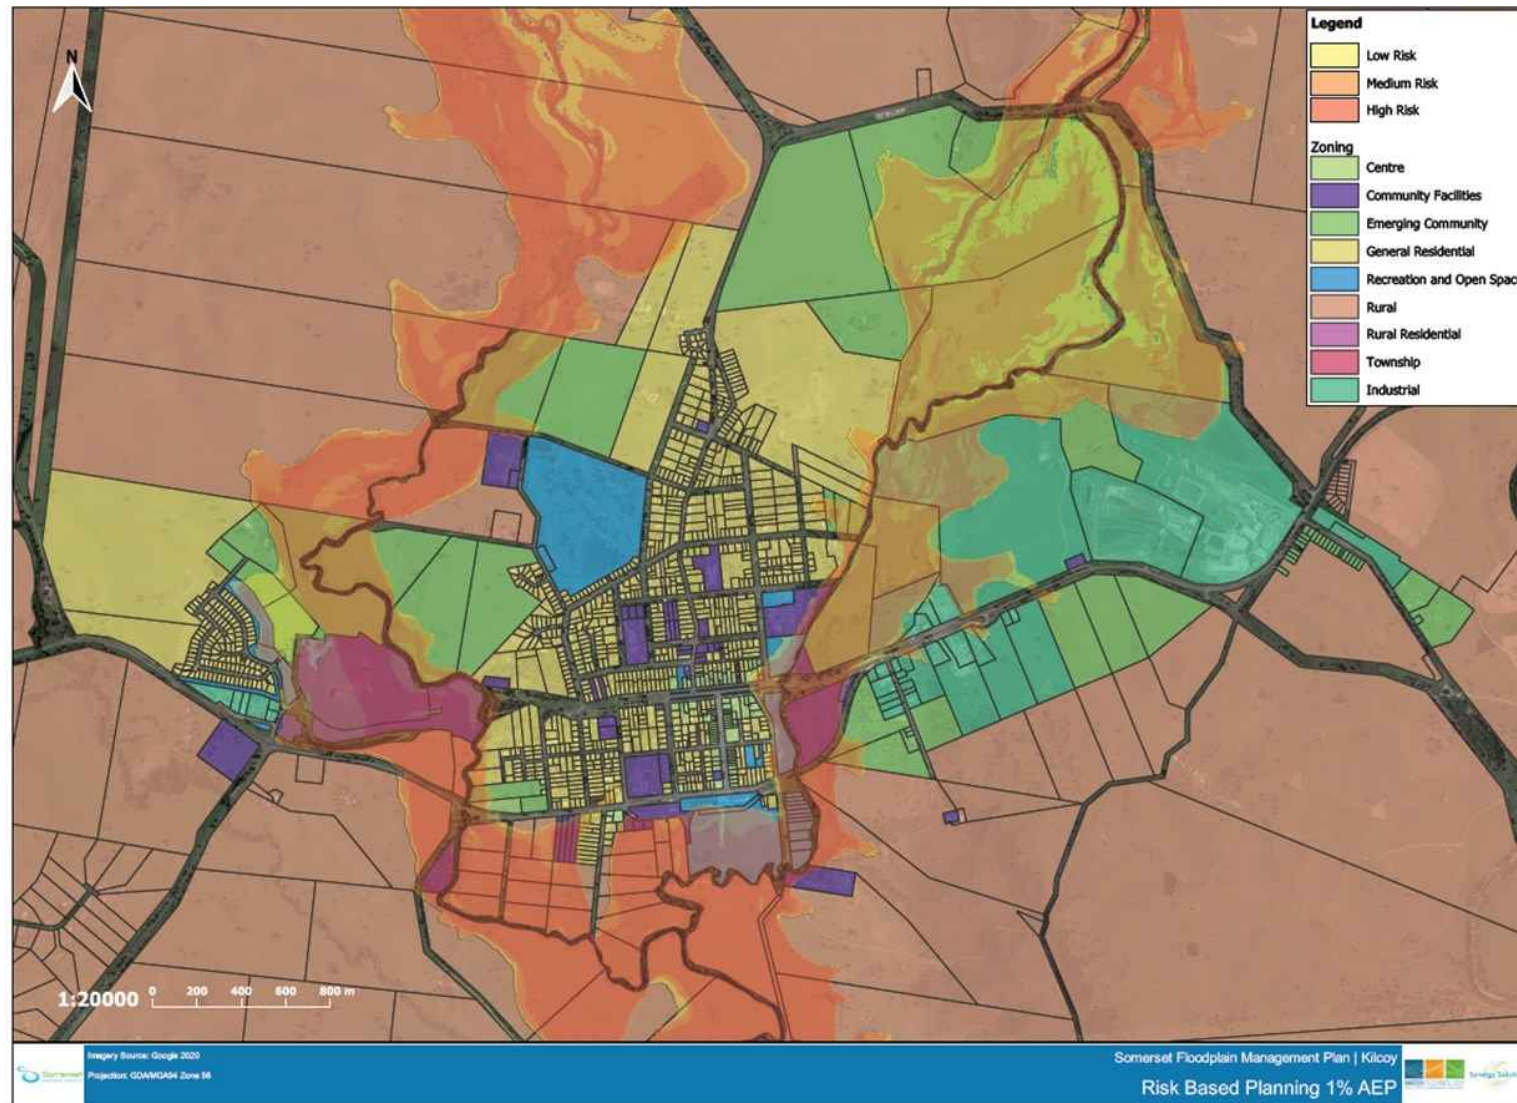 Legend
Low Risk
Medium Risk
High Risk
Zoning
Centre
Community Facilities
Emerging Community
General Residential
Recreation and Open Spac
Rural
Rural Residential
Township
Industrial
N
1:20000 0 200 400 600 800 m
Imagery Source: Google 2020
Projection: GDA/MGA94 Zone 56
Somerset Floodplain Management Plan | Kilcoy
Risk Based Planning 1% AEP
Somerset